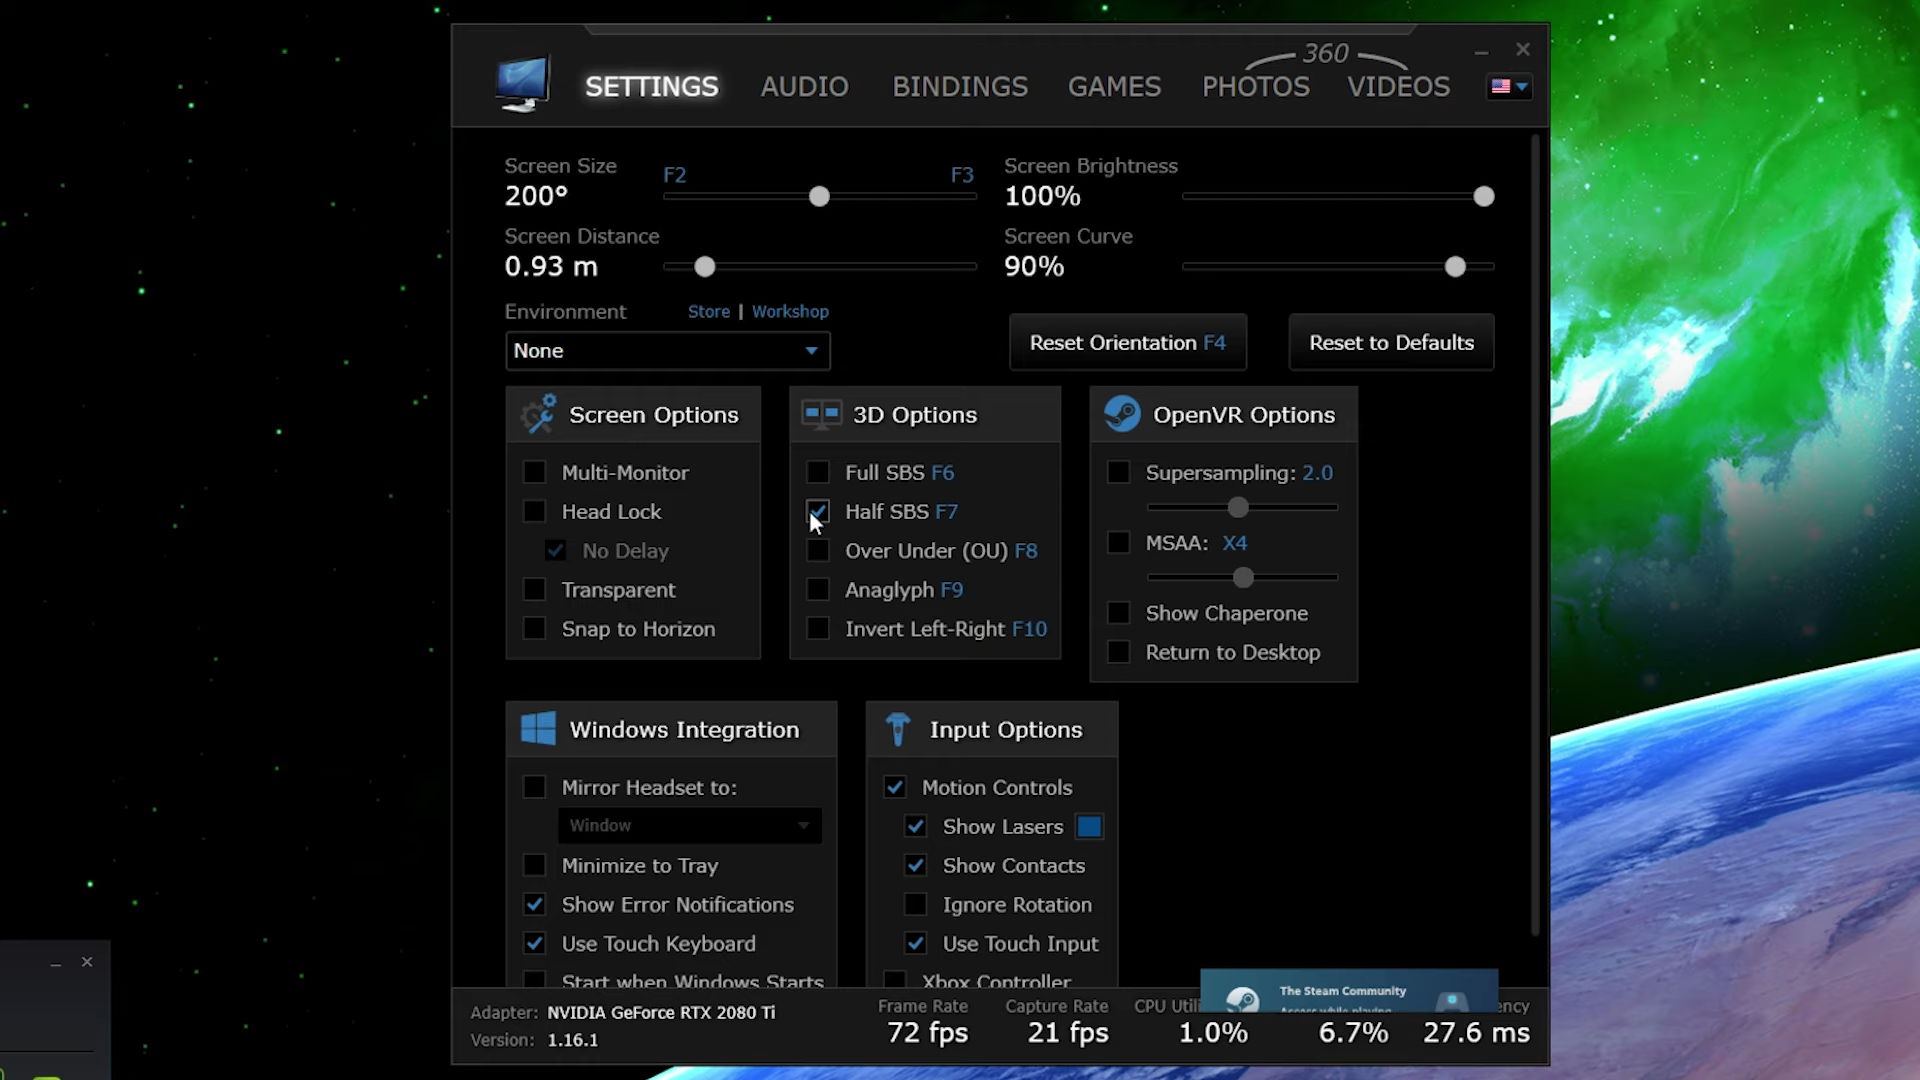 360
SETTINGS AUDIO BINDINGS GAMES PHOTOS VIDEOS
Screen Size F2 F3 Screen Brightness
200° 100%
Screen Distance Screen Curve
0.93 m 90%
Environment Store | Workshop
None Reset Orientation F4 Reset to Defaults
Screen Options
Multi-Monitor
Head Lock
No Delay
Transparent
Snap to Horizon
3D Options
Full SBS F6
Half SBS F7
Over Under (OU) F8
Anaglyph F9
Invert Left-Right F10
OpenVR Options
Supersampling: 2.0
MSAA: X4
Show Chaperone
Return to Desktop
Windows Integration
Mirror Headset to:
Window
Minimize to Tray
Show Error Notifications
Use Touch Keyboard
Start when Windows Starts
Input Options
Motion Controls
Show Lasers
Show Contacts
Ignore Rotation
Use Touch Input
Xbox Controller
The Steam Community
Access while playing
Adapter: NVIDIA GeForce RTX 2080 Ti
Version: 1.16.1
Frame Rate Capture Rate CPU Utili ency
72 fps 21 fps 1.0% 6.7% 27.6 ms